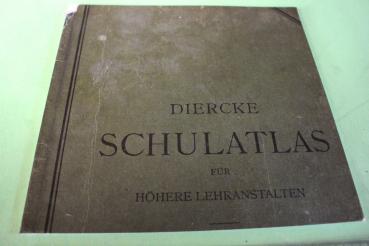 DIERCKE
SCHULATLAS
FÜR
HÖHERE LEHRANSTALTEN